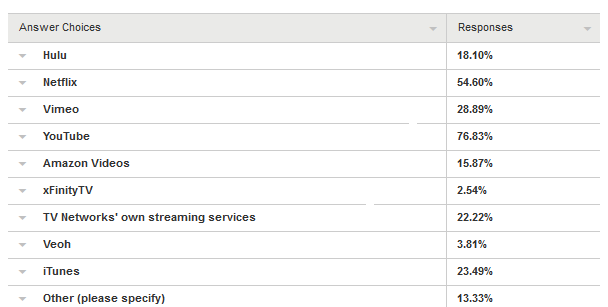 Answer Choices Responses
Hulu 18.10%
Netflix 54.60%
Vimeo 28.89%
YouTube 76.83%
Amazon Videos 15.87%
xFinityTV 2.54%
TV Networks' own streaming services 22.22%
Veoh 3.81%
iTunes 23.49%
Other (please specify) 13.33%